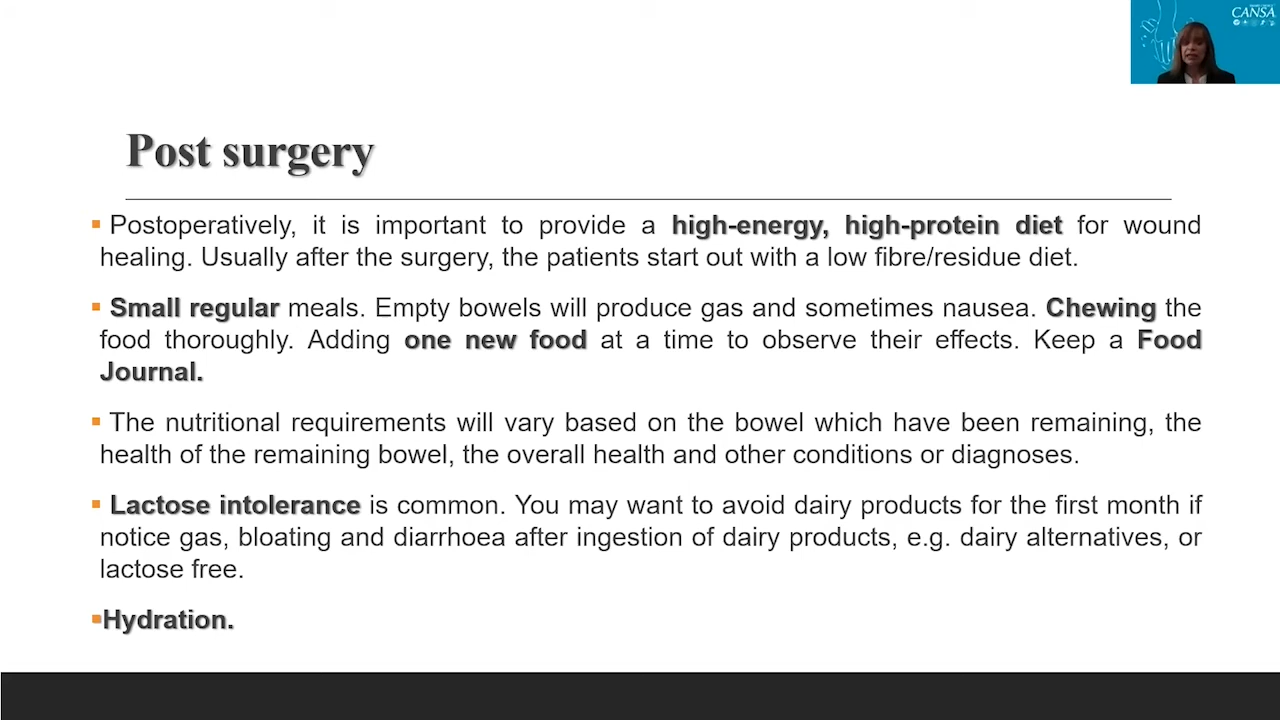 CANSA
Post surgery
▪ Postoperatively, it is important to provide a high-energy, high-protein diet for wound
healing. Usually after the surgery, the patients start out with a low fibre/residue diet.
▪ Small regular meals. Empty bowels will produce gas and sometimes nausea. Chewing the
food thoroughly. Adding one new food at a time to observe their effects. Keep a Food
Journal.
▪ The nutritional requirements will vary based on the bowel which have been remaining, the
health of the remaining bowel, the overall health and other conditions or diagnoses.
▪ Lactose intolerance is common. You may want to avoid dairy products for the first month if
notice gas, bloating and diarrhoea after ingestion of dairy products, e.g. dairy alternatives, or
lactose free.
▪Hydration.